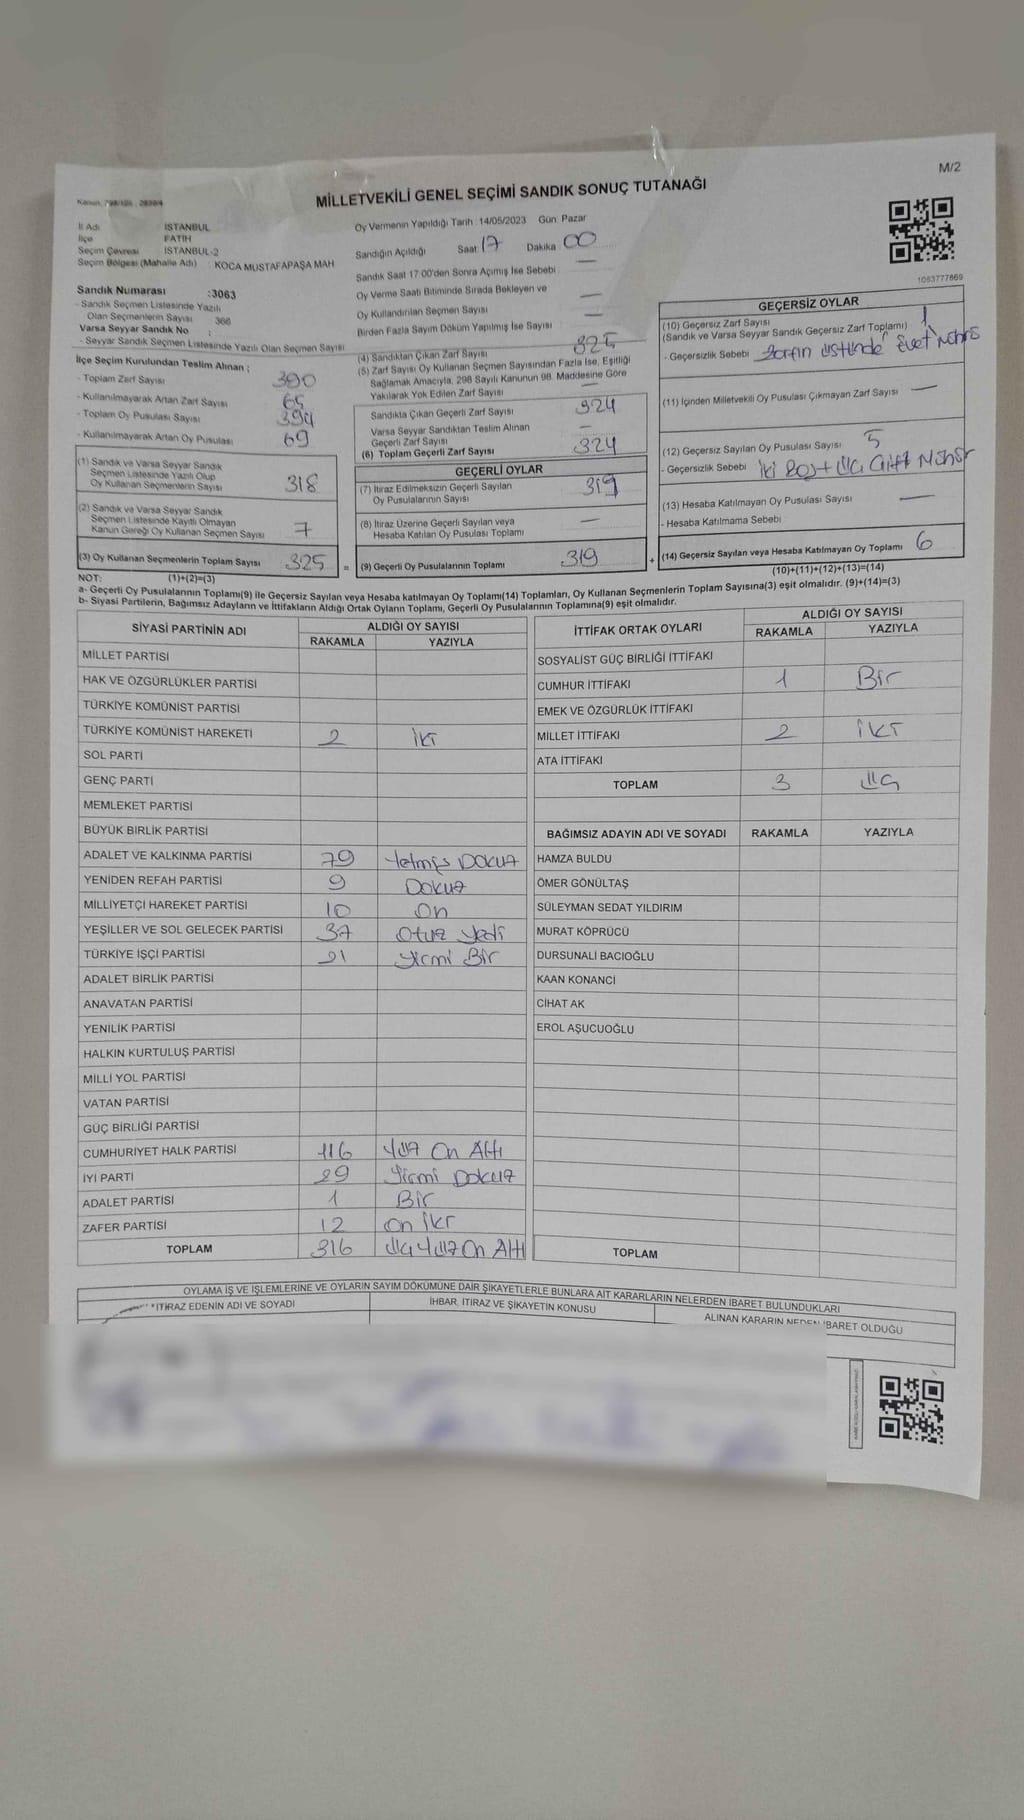 M/2
MİLLETVEKİLİ GENEL SEÇİMİ SANDIK SONUÇ TUTANAĞI
İl Adı İSTANBUL
İlçe FATİH
Seçim Çevresi İSTANBUL-2
Seçim Bölgesi (Mahalle Adı) : KOCA MUSTAFAPAŞA MAH
Sandık Numarası :3063
- Sandık Seçmen Listesinde Yazılı
Olan Seçmenlerin Sayısı 366
Varsa Seyyar Sandık No :
- Seyyar Sandık Seçmen Listesinde Yazılı Olan Seçmen Sayısı
İlçe Seçim Kurulundan Teslim Alınan ;
- Toplam Zarf Sayısı 390
- Kullanılmayarak Artan Zarf Sayısı 65
- Toplam Oy Pusulası Sayısı 394
- Kullanılmayarak Artan Oy Pusulası 69
(1) Sandık ve Varsa Seyyar Sandık
Seçmen Listesinde Yazılı Olup
Oy Kullanan Seçmenlerin Sayısı 318
(2) Sandık ve Varsa Seyyar Sandık
Seçmen Listesinde Kayıtlı Olmayan
Kanun Gereği Oy Kullanan Seçmen Sayısı 7
(3) Oy Kullanan Seçmenlerin Toplam Sayısı 325 =
Oy Vermenin Yapıldığı Tarih : 14/05/2023 Gün: Pazar
Sandığın Açıldığı Saat 17 Dakika 00
Sandık Saat 17:00'den Sonra Açımış İse Sebebi —
Oy Verme Saati Bitiminde Sırada Bekleyen ve
Oy Kullandırılan Seçmen Sayısı —
Birden Fazla Sayım Döküm Yapılmış İse Sayısı —
(4) Sandıktan Çıkan Zarf Sayısı 325
(5) Zarf Sayısı Oy Kullanan Seçmen Sayısından Fazla İse, Eşitliği
Sağlamak Amacıyla, 298 Sayılı Kanunun 98. Maddesine Göre
Yakılarak Yok Edilen Zarf Sayısı —
Sandıkta Çıkan Geçerli Zarf Sayısı 324
Varsa Seyyar Sandıktan Teslim Alınan
Geçerli Zarf Sayısı —
(6) Toplam Geçerli Zarf Sayısı 324
GEÇERLİ OYLAR
(7) İtiraz Edilmeksizin Geçerli Sayılan
Oy Pusulalarının Sayısı 319
(8) İtiraz Üzerine Geçerli Sayılan veya
Hesaba Katılan Oy Pusulası Toplamı —
(9) Geçerli Oy Pusulalarının Toplamı 319 +
1063777669
GEÇERSİZ OYLAR
(10) Geçersiz Zarf Sayısı 1
(Sandık ve Varsa Seyyar Sandık Geçersiz Zarf Toplamı)
- Geçersizlik Sebebi Zarfın üstünde Evet Mührü
(11) İçinden Milletvekili Oy Pusulası Çıkmayan Zarf Sayısı —
(12) Geçersiz Sayılan Oy Pusulası Sayısı 5
- Geçersizlik Sebebi İki Boş+Üç Çift Mühür
(13) Hesaba Katılmayan Oy Pusulası Sayısı —
- Hesaba Katılmama Sebebi
(14) Geçersiz Sayılan veya Hesaba Katılmayan Oy Toplamı 6
(10)+(11)+(12)+(13)=(14)
NOT: (1)+(2)=(3)
a- Geçerli Oy Pusulalarının Toplamı(9) ile Geçersiz Sayılan veya Hesaba katılmayan Oy Toplamı(14) Toplamları, Oy Kullanan Seçmenlerin Toplam Sayısına(3) eşit olmalıdır. (9)+(14)=(3)
b- Siyasi Partilerin, Bağımsız Adayların ve İttifakların Aldığı Ortak Oyların Toplamı, Geçerli Oy Pusulalarının Toplamına(9) eşit olmalıdır.
SİYASİ PARTİNİN ADI ALDIĞI OY SAYISI
RAKAMLA YAZIYLA
MİLLET PARTİSİ
HAK VE ÖZGÜRLÜKLER PARTİSİ
TÜRKİYE KOMÜNİST PARTİSİ
TÜRKİYE KOMÜNİST HAREKETİ 2 iki
SOL PARTİ
GENÇ PARTİ
MEMLEKET PARTİSİ
BÜYÜK BİRLİK PARTİSİ
ADALET VE KALKINMA PARTİSİ 79 Yetmiş Dokuz
YENİDEN REFAH PARTİSİ 9 Dokuz
MİLLİYETÇİ HAREKET PARTİSİ 10 On
YEŞİLLER VE SOL GELECEK PARTİSİ 37 Otuz Yedi
TÜRKİYE İŞÇİ PARTİSİ 21 Yirmi Bir
ADALET BİRLİK PARTİSİ
ANAVATAN PARTİSİ
YENİLİK PARTİSİ
HALKIN KURTULUŞ PARTİSİ
MİLLİ YOL PARTİSİ
VATAN PARTİSİ
GÜÇ BİRLİĞİ PARTİSİ
CUMHURİYET HALK PARTİSİ 116 Yüz On Altı
İYİ PARTİ 29 Yirmi Dokuz
ADALET PARTİSİ 1 Bir
ZAFER PARTİSİ 12 On iki
TOPLAM 316 Üç Yüz On Altı
İTTİFAK ORTAK OYLARI ALDIĞI OY SAYISI
RAKAMLA YAZIYLA
SOSYALİST GÜÇ BİRLİĞİ İTTİFAKI
CUMHUR İTTİFAKI 1 Bir
EMEK VE ÖZGÜRLÜK İTTİFAKI
MİLLET İTTİFAKI 2 iki
ATA İTTİFAKI
TOPLAM 3 Üç
BAĞIMSIZ ADAYIN ADI VE SOYADI RAKAMLA YAZIYLA
HAMZA BULDU
ÖMER GÖNÜLTAŞ
SÜLEYMAN SEDAT YILDIRIM
MURAT KÖPRÜCÜ
DURSUNALİ BACIOĞLU
KAAN KONANCİ
CİHAT AK
EROL AŞUCUOĞLU
TOPLAM
OYLAMA İŞ VE İŞLEMLERİNE VE OYLARIN SAYIM DÖKÜMÜNE DAİR ŞİKAYETLERLE BUNLARA AİT KARARLARIN NELERDEN İBARET BULUNDUKLARI
*İTİRAZ EDENİN ADI VE SOYADI
İHBAR, İTİRAZ VE ŞİKAYETİN KONUSU
ALINAN KARARIN NEDEN İBARET OLDUĞU